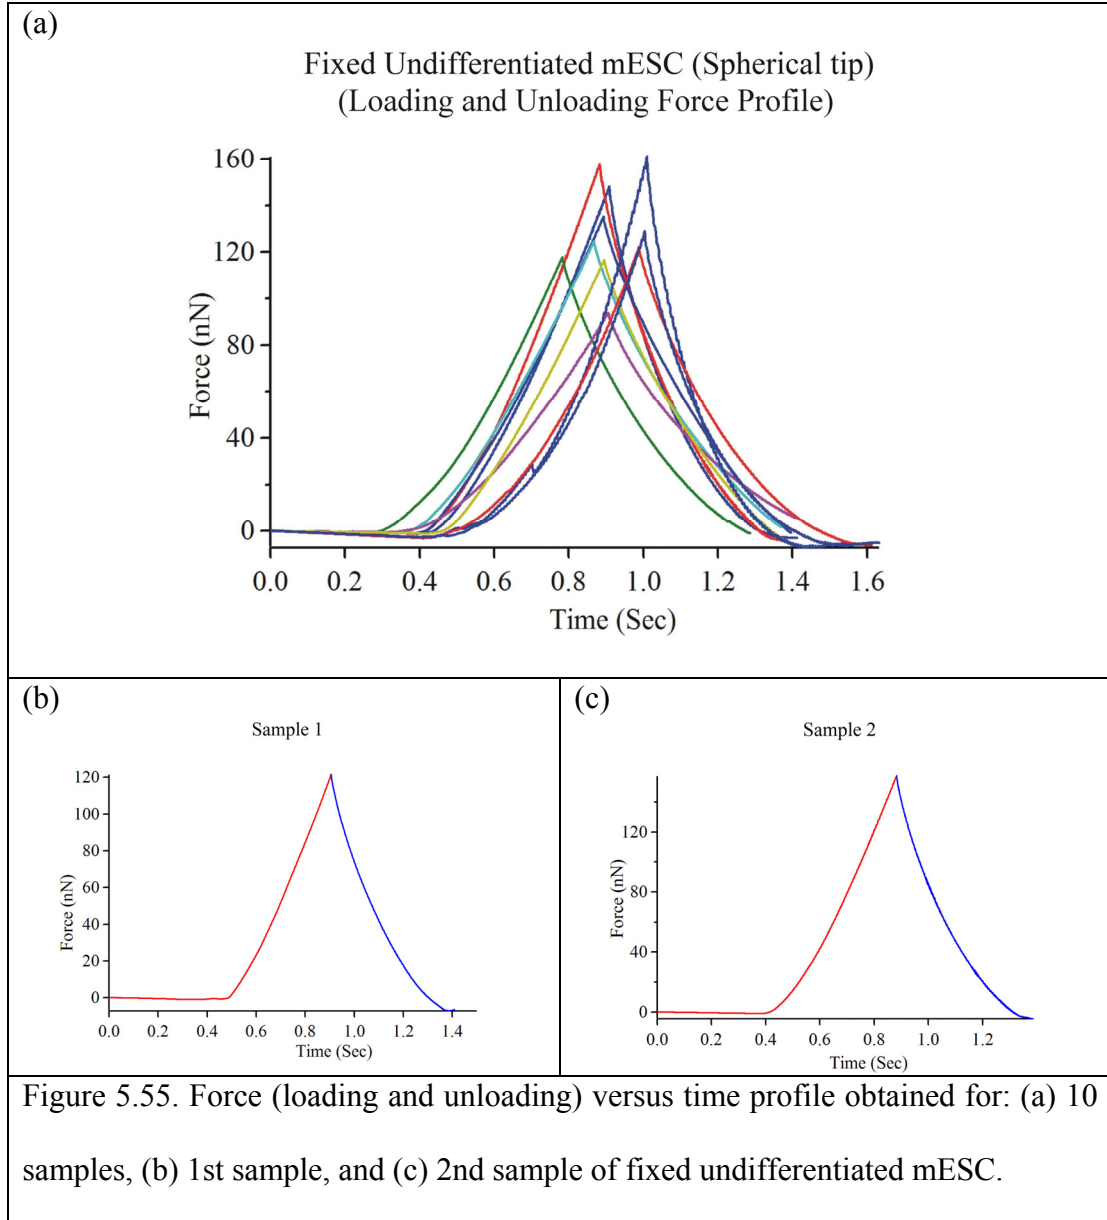 (a)
Fixed Undifferentiated mESC (Spherical tip)
(Loading and Unloading Force Profile)
160
120
80
40
0
Force (nN)
0.0 0.2 0.4 0.6 0.8 1.0 1.2 1.4 1.6
Time (Sec)
(b)
Sample 1
120
100
80
60
40
20
0
Force (nN)
0.0 0.2 0.4 0.6 0.8 1.0 1.2 1.4
Time (Sec)
(c)
Sample 2
120
80
40
0
Force (nN)
0.0 0.2 0.4 0.6 0.8 1.0 1.2
Time (Sec)
Figure 5.55. Force (loading and unloading) versus time profile obtained for: (a) 10
samples, (b) 1st sample, and (c) 2nd sample of fixed undifferentiated mESC.